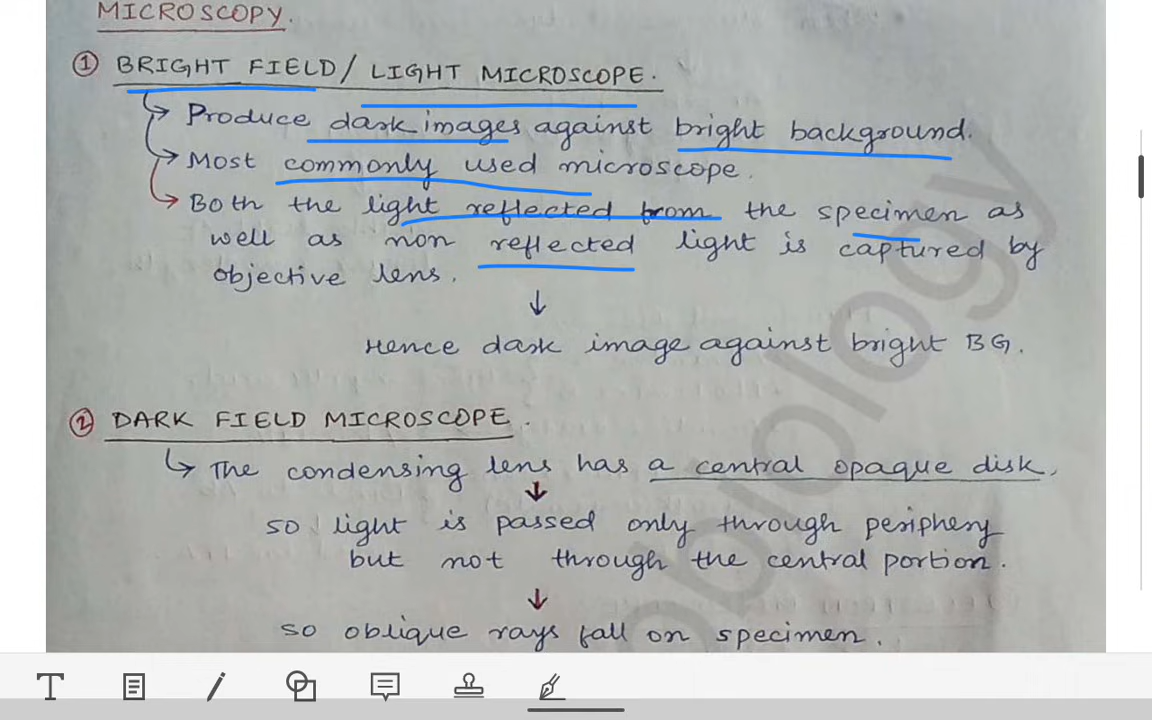 MICROSCOPY.
① BRIGHT FIELD/ LIGHT MICROSCOPE.
↳ Produce dark images against bright background.
→ Most commonly used microscope.
→ Both the light reflected from the specimen as
well as non reflected light is captured by
objective lens.
↓
Hence dark image against bright BG.
② DARK FIELD MICROSCOPE.
↳ The condensing lens has a central opaque disk.
↓
so light is passed only through periphery
but not through the central portion.
↓
so oblique rays fall on specimen.
T